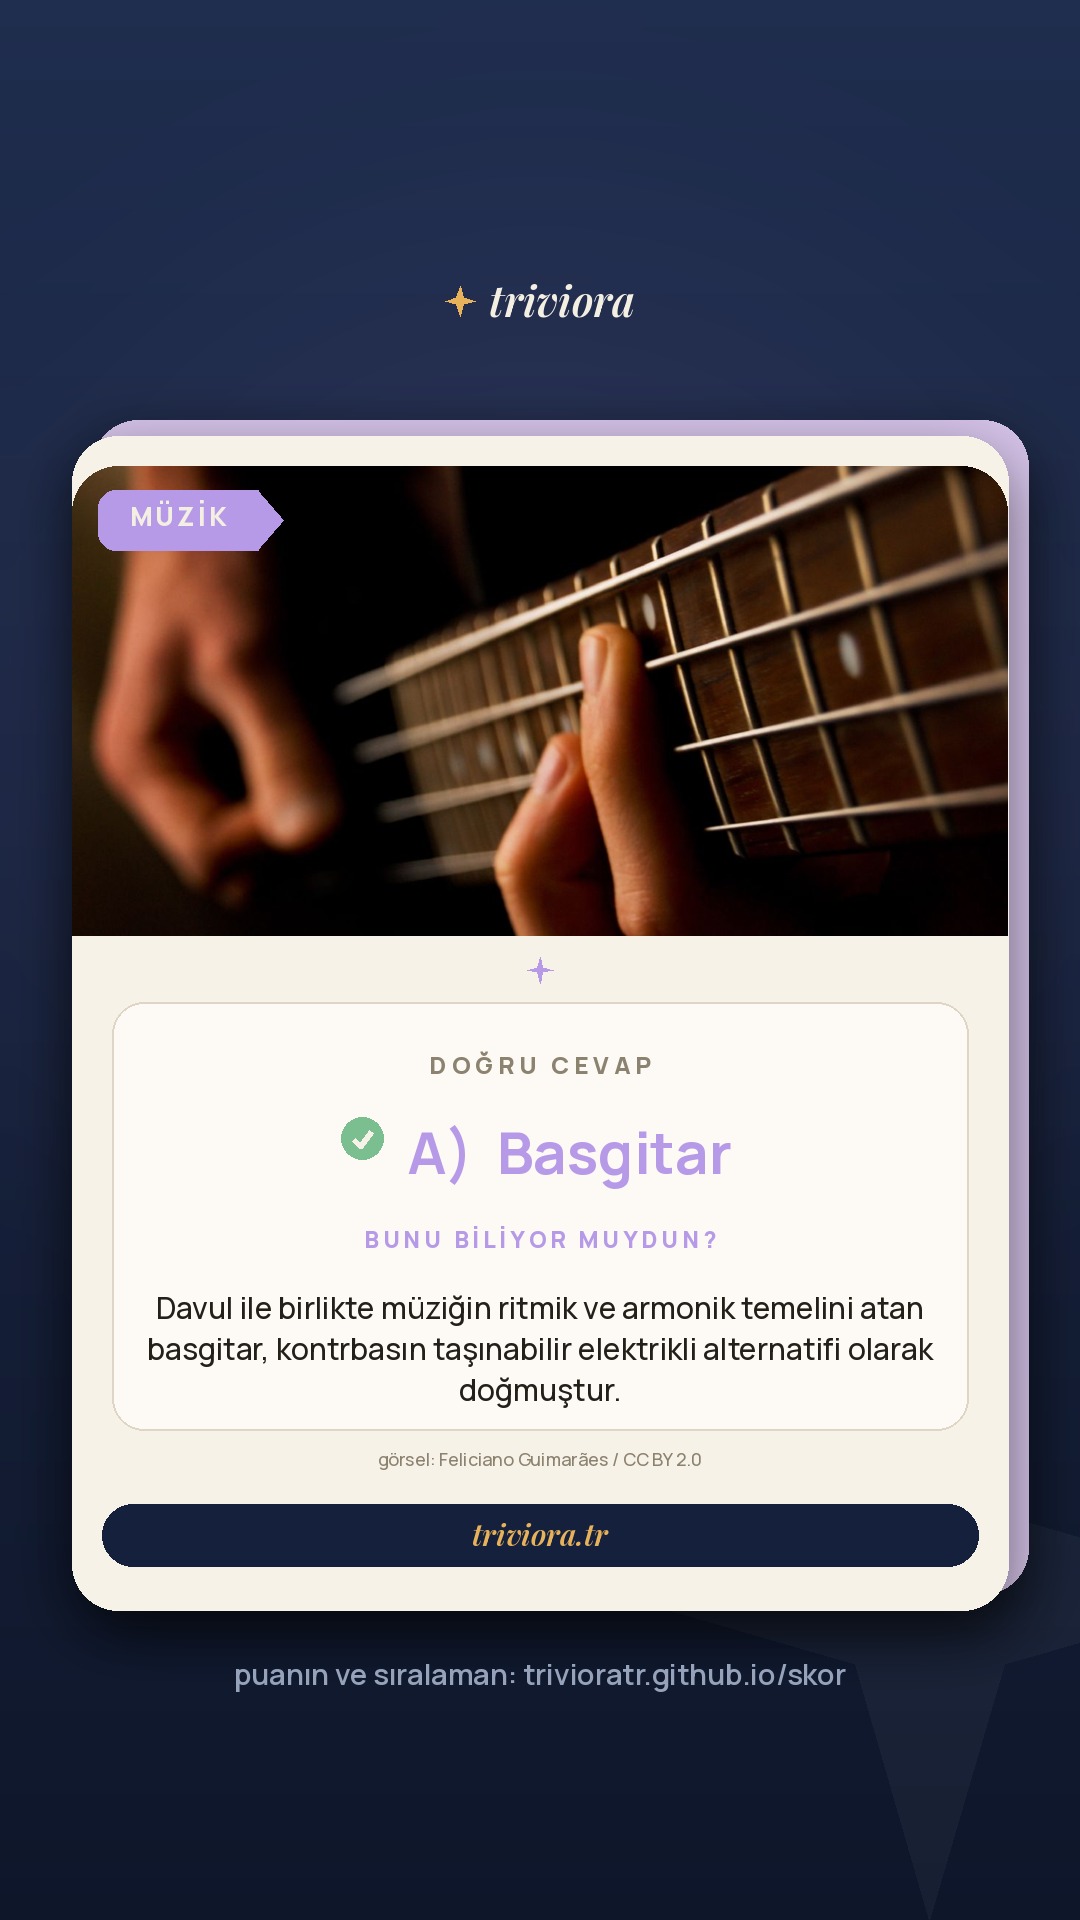 triviora
MÜZİK
DOĞRU CEVAP
A) Basgitar
BUNU BİLİYOR MUYDUN?
Davul ile birlikte müziğin ritmik ve armonik temelini atan
basgitar, kontrbasın taşınabilir elektrikli alternatifi olarak
doğmuştur.
görsel: Feliciano Guimarães / CC BY 2.0
triviora.tr
puanın ve sıralaman: trivioratr.github.io/skor